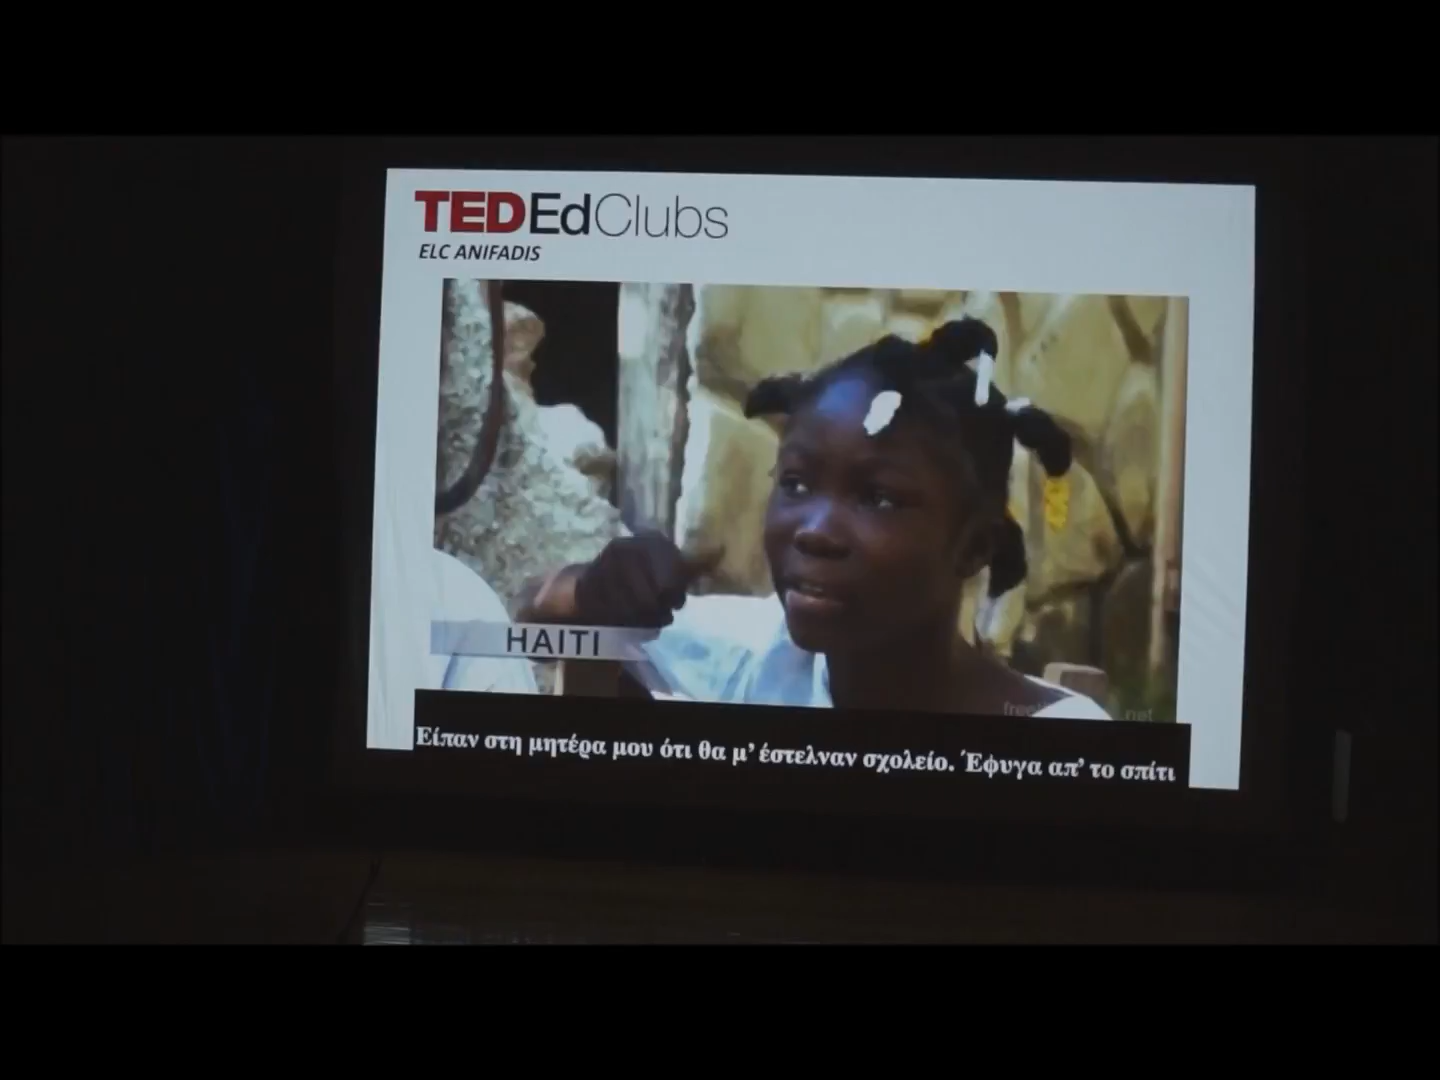 TEDEdClubs
ELC ANIFADIS
HAITI
Είπαν στη μητέρα μου ότι θα μ' έστελναν σχολείο. Έφυγα απ' το σπίτι